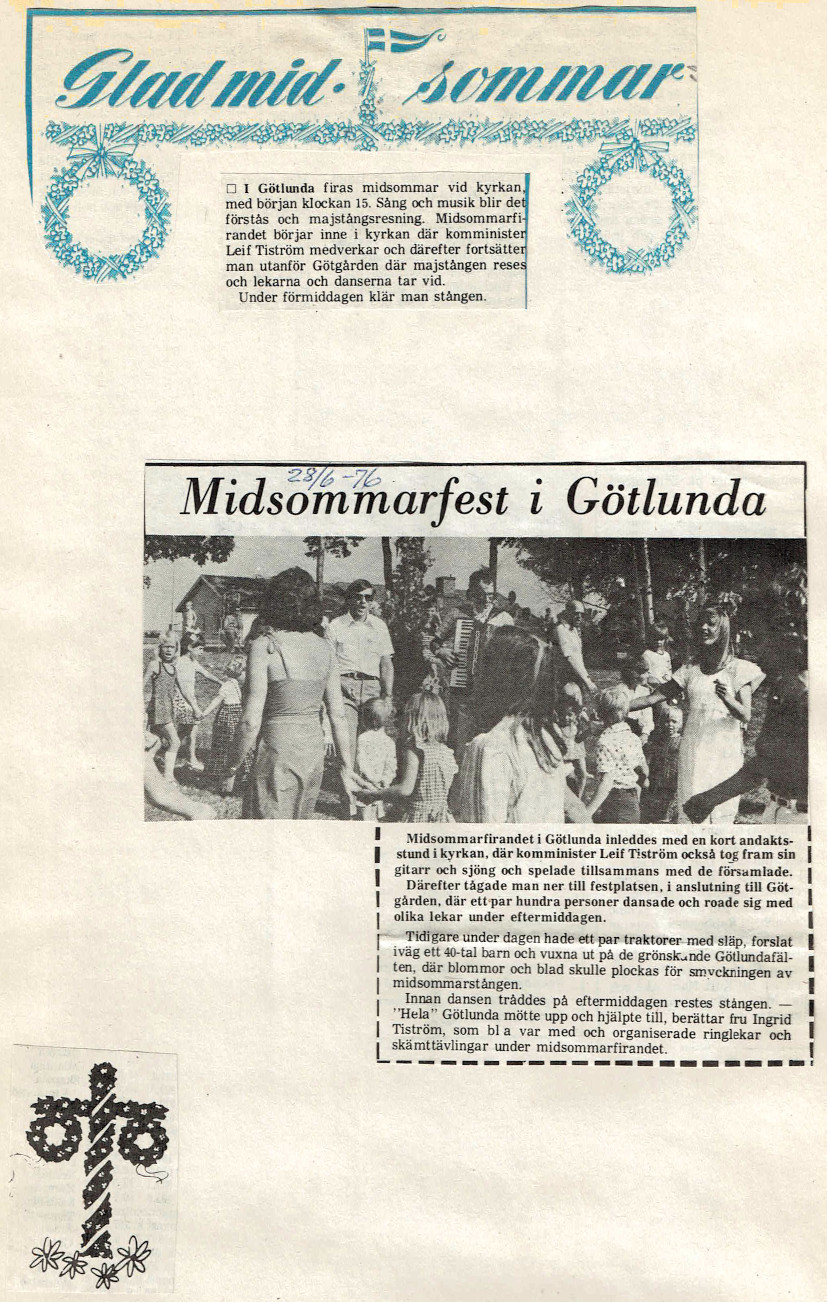 Glad mid- sommar
□ I Götlunda firas midsommar vid kyrkan,
med början klockan 15. Sång och musik blir det
förstås och majstångsresning. Midsommarfi-
randet börjar inne i kyrkan där komminister
Leif Tiström medverkar och därefter fortsätter
man utanför Götgården där majstången reses
och lekarna och danserna tar vid.
Under förmiddagen klär man stången.
28/6 -76
Midsommarfest i Götlunda
Midsommarfirandet i Götlunda inleddes med en kort andakts-
stund i kyrkan, där komminister Leif Tiström också tog fram sin
gitarr och sjöng och spelade tillsammans med de församlade.
Därefter tågade man ner till festplatsen, i anslutning till Göt-
gården, där ett par hundra personer dansade och roade sig med
olika lekar under eftermiddagen.
Tidigare under dagen hade ett par traktorer med släp, forslat
iväg ett 40-tal barn och vuxna ut på de grönskande Götlundafäl-
ten, där blommor och blad skulle plockas för smyckningen av
midsommarstången.
Innan dansen tråddes på eftermiddagen restes stången. —
"Hela" Götlunda mötte upp och hjälpte till, berättar fru Ingrid
Tiström, som bl a var med och organiserade ringlekar och
skämttävlingar under midsommarfirandet.